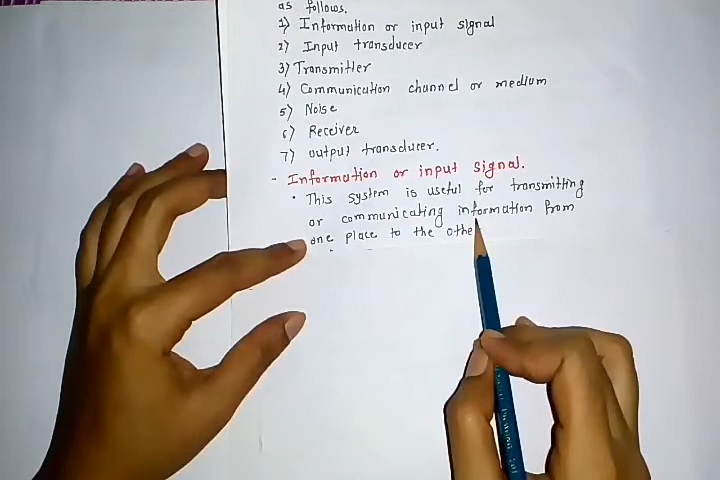 as follows.
1) Information or input signal
2) Input transducer
3) Transmitter
4) Communication channel or medium
5) Noise
6) Receiver
7) output transducer.
- Information or input signal.
• This system is useful for transmitting
or communicating information from
one place to the